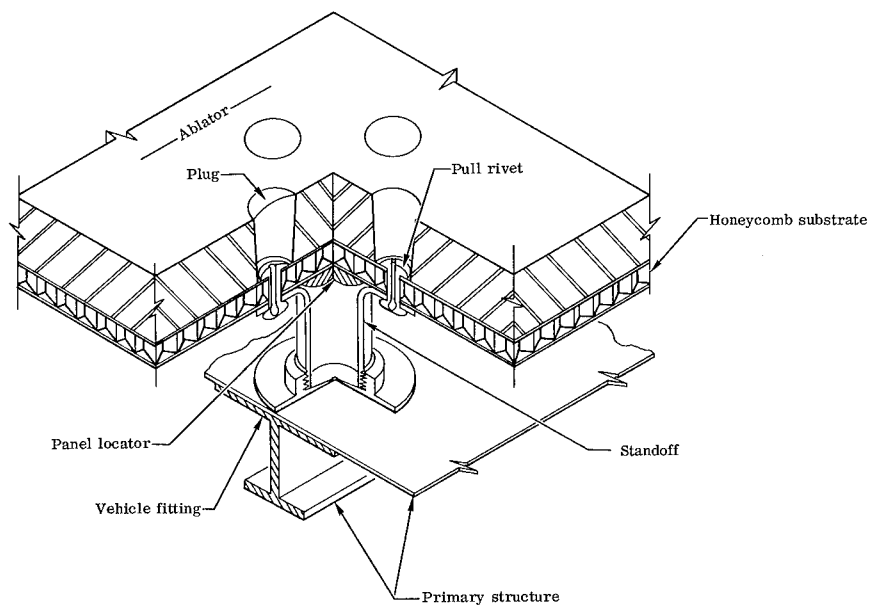 Ablator
Plug
Pull rivet
Honeycomb substrate
Panel locator
Standoff
Vehicle fitting
Primary structure